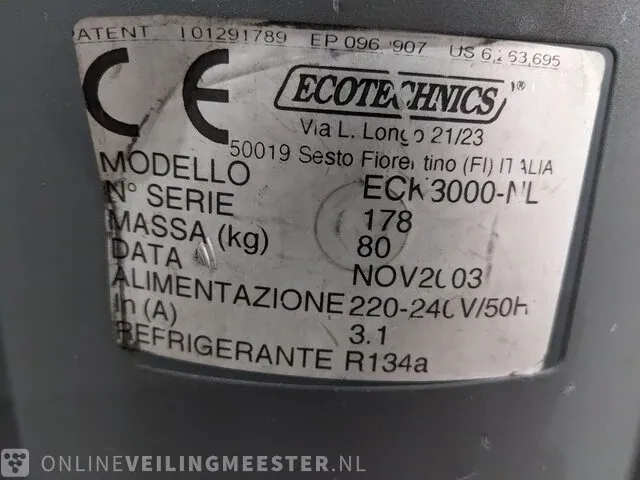 PATENT I 01291789 EP 096 907 US 6,263,695
CE ECOTECHNICS ®
Via L. Longo 21/23
50019 Sesto Fiorentino (FI) ITALIA
MODELLO ECK3000-NL
N° SERIE 178
MASSA (kg) 80
DATA NOV2003
ALIMENTAZIONE 220-240V/50H
In (A) 3.1
REFRIGERANTE R134a
ONLINEVEILINGMEESTER.NL